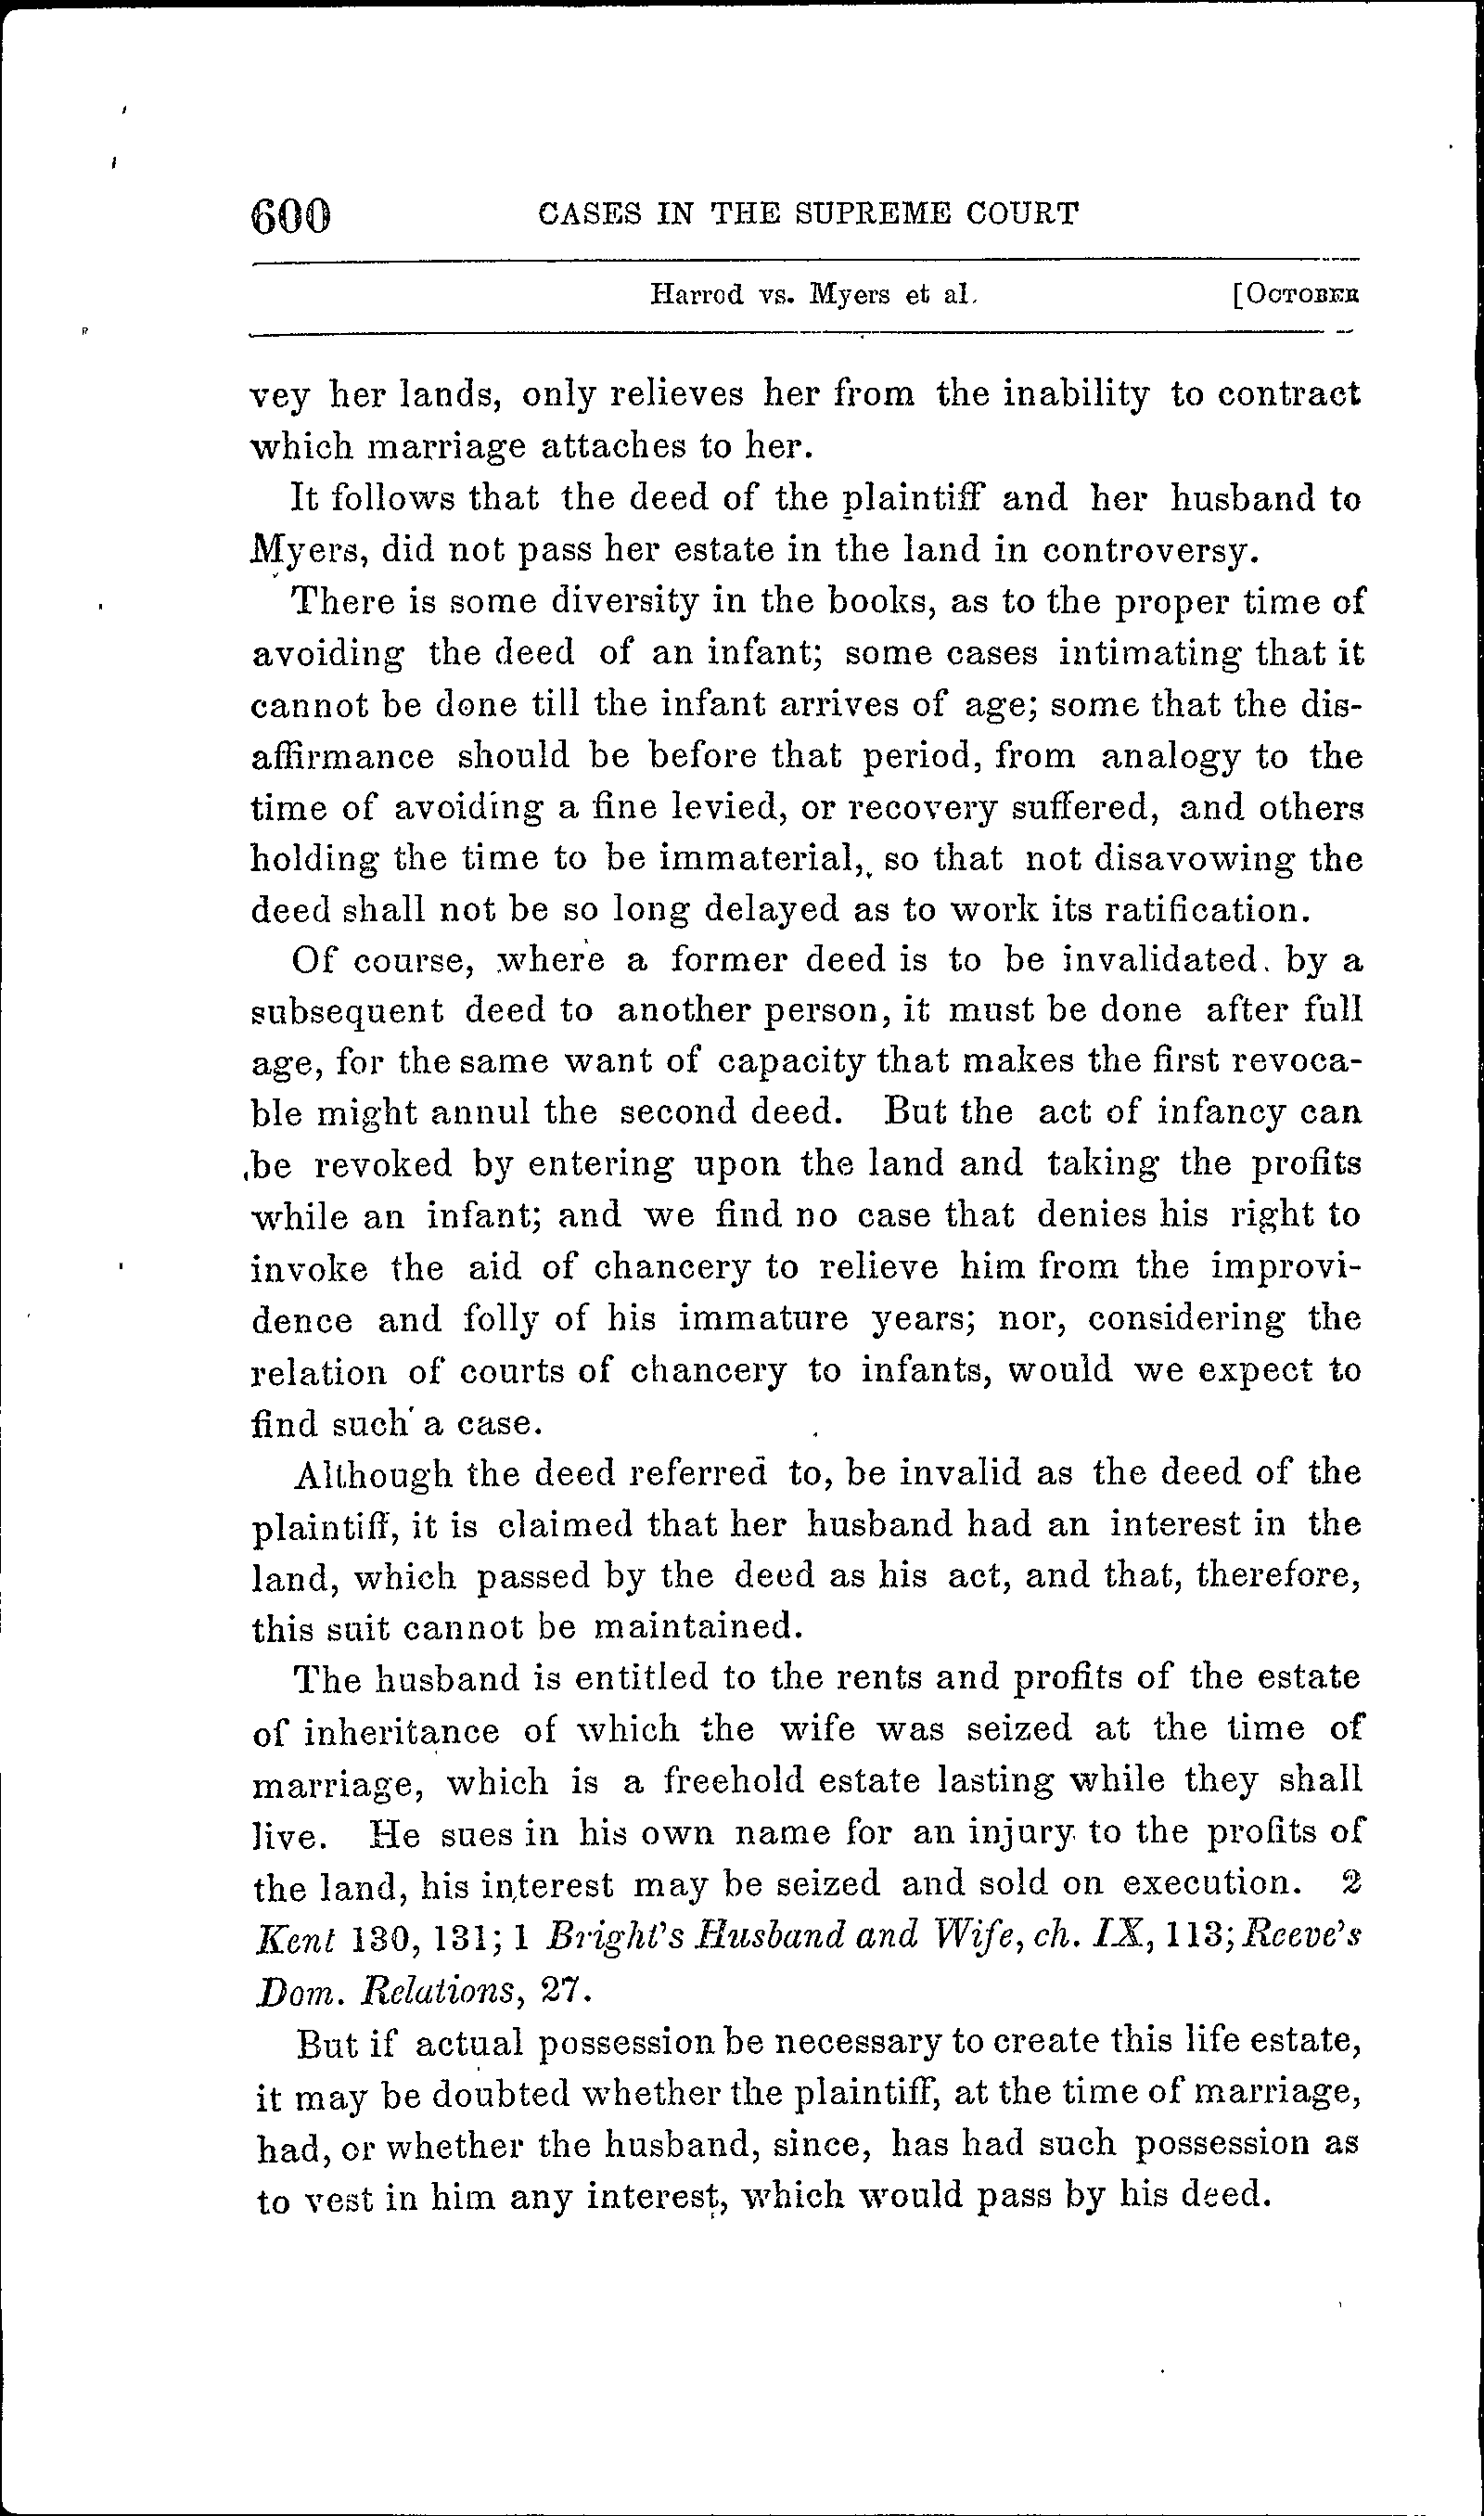 600 CASES IN THE SUPREME COURT
Harrod vs. Myers et al. [OCTOBER
vey her lands, only relieves her from the inability to contract
which marriage attaches to her.
It follows that the deed of the plaintiff and her husband to
Myers, did not pass her estate in the land in controversy.
There is some diversity in the books, as to the proper time of
avoiding the deed of an infant; some cases intimating that it
cannot be done till the infant arrives of age; some that the dis-
affirmance should be before that period, from analogy to the
time of avoiding a fine levied, or recovery suffered, and others
holding the time to be immaterial, so that not disavowing the
deed shall not be so long delayed as to work its ratification.
Of course, where a former deed is to be invalidated. by a
subsequent deed to another person, it must be done after full
age, for the same want of capacity that makes the first revoca-
ble might annul the second deed. But the act of infancy can
be revoked by entering upon the land and taking the profits
while an infant; and we find no case that denies his right to
invoke the aid of chancery to relieve him from the improvi-
dence and folly of his immature years; nor, considering the
relation of courts of chancery to infants, would we expect to
find such a case.
Although the deed referred to, be invalid as the deed of the
plaintiff, it is claimed that her husband had an interest in the
land, which passed by the deed as his act, and that, therefore,
this suit cannot be maintained.
The husband is entitled to the rents and profits of the estate
of inheritance of which the wife was seized at the time of
marriage, which is a freehold estate lasting while they shall
live. He sues in his own name for an injury to the profits of
the land, his interest may be seized and sold on execution. 2
Kent 130, 131; 1 Bright's Husband and Wife, ch. IX, 113; Reeve's
Dom. Relations, 27.
But if actual possession be necessary to create this life estate,
it may be doubted whether the plaintiff, at the time of marriage,
had, or whether the husband, since, has had such possession as
to vest in him any interest, which would pass by his deed.